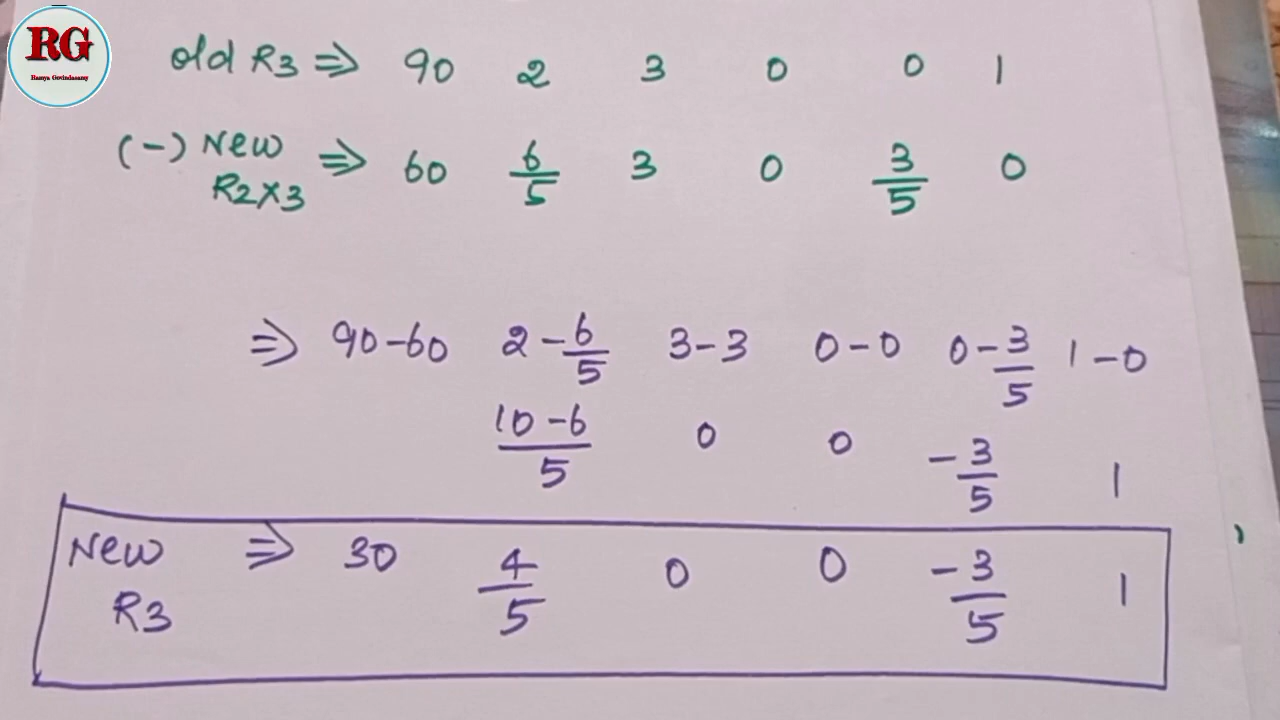 RG
Ramya Govindasamy
old R3 ⇒ 90 2 3 0 0 1
(-) New R2×3 ⇒ 60 6/5 3 0 3/5 0
⇒ 90-60 2-6/5 3-3 0-0 0-3/5 1-0
10-6/5 0 0 -3/5 1
New R3 ⇒ 30 4/5 0 0 -3/5 1